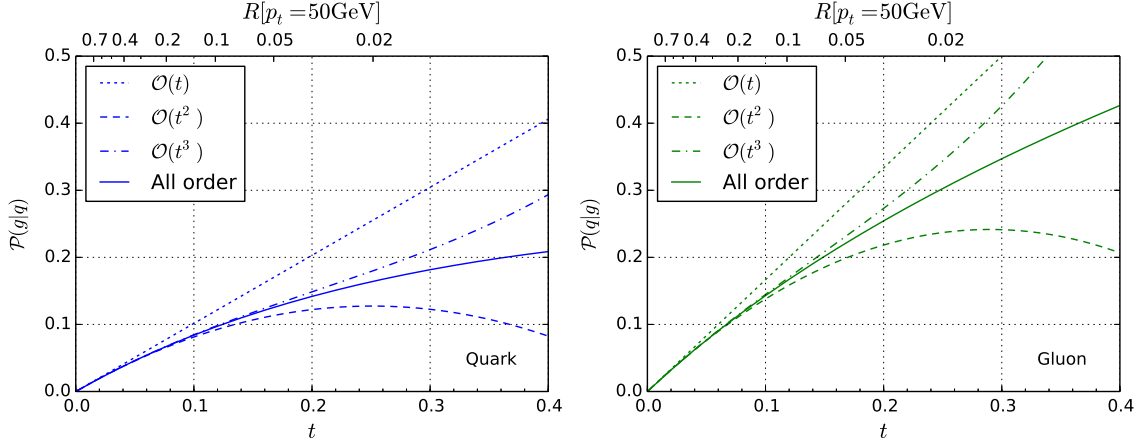 R[p_t = 50GeV]
0.7 0.4 0.2 0.1 0.05 0.02
0.5
0.4
0.3
0.2
0.1
0.0
P(g|q)
O(t)
O(t²)
O(t³)
All order
Quark
0.0 0.1 0.2 0.3 0.4
t
R[p_t = 50GeV]
0.7 0.4 0.2 0.1 0.05 0.02
0.5
0.4
0.3
0.2
0.1
0.0
P(q|g)
O(t)
O(t²)
O(t³)
All order
Gluon
0.0 0.1 0.2 0.3 0.4
t